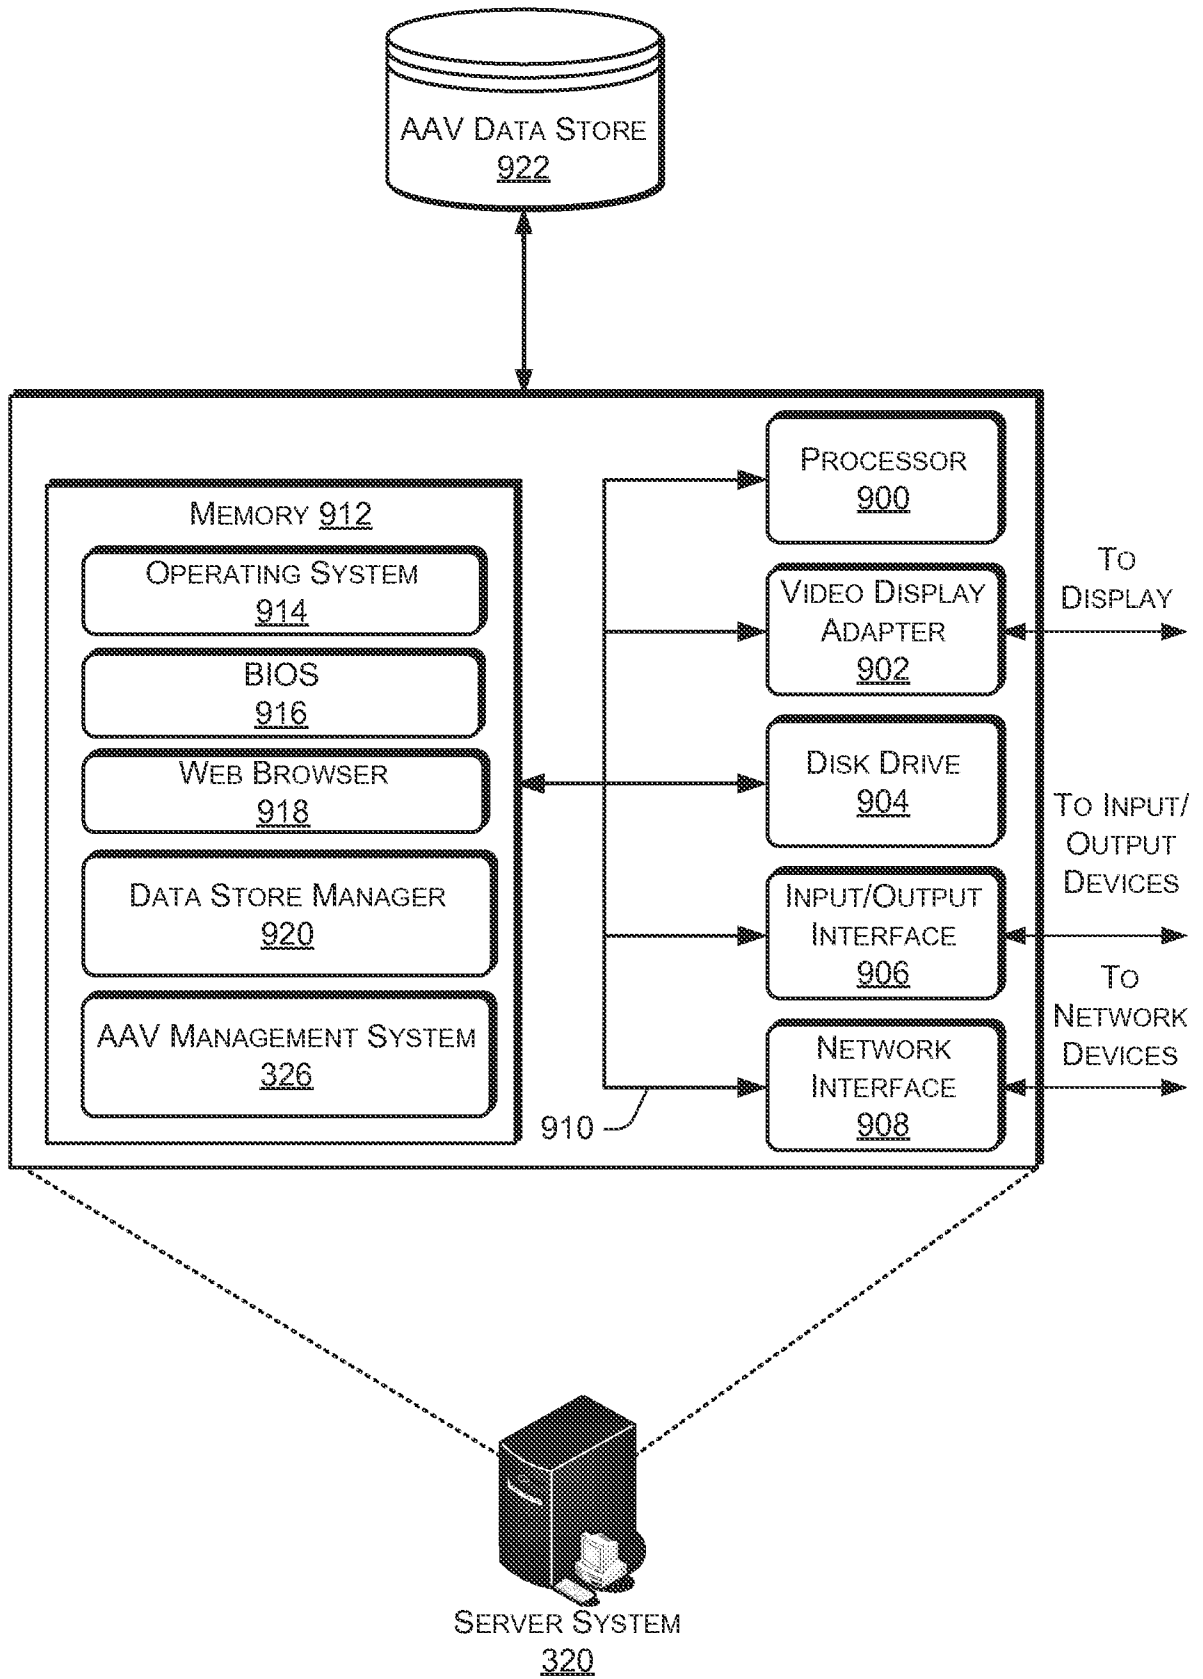 AAV DATA STORE
922
MEMORY 912
OPERATING SYSTEM
914
BIOS
916
WEB BROWSER
918
DATA STORE MANAGER
920
AAV MANAGEMENT SYSTEM
326
PROCESSOR
900
VIDEO DISPLAY
ADAPTER
902
DISK DRIVE
904
INPUT/OUTPUT
INTERFACE
906
NETWORK
INTERFACE
908
910
TO
DISPLAY
TO INPUT/
OUTPUT
DEVICES
TO
NETWORK
DEVICES
SERVER SYSTEM
320